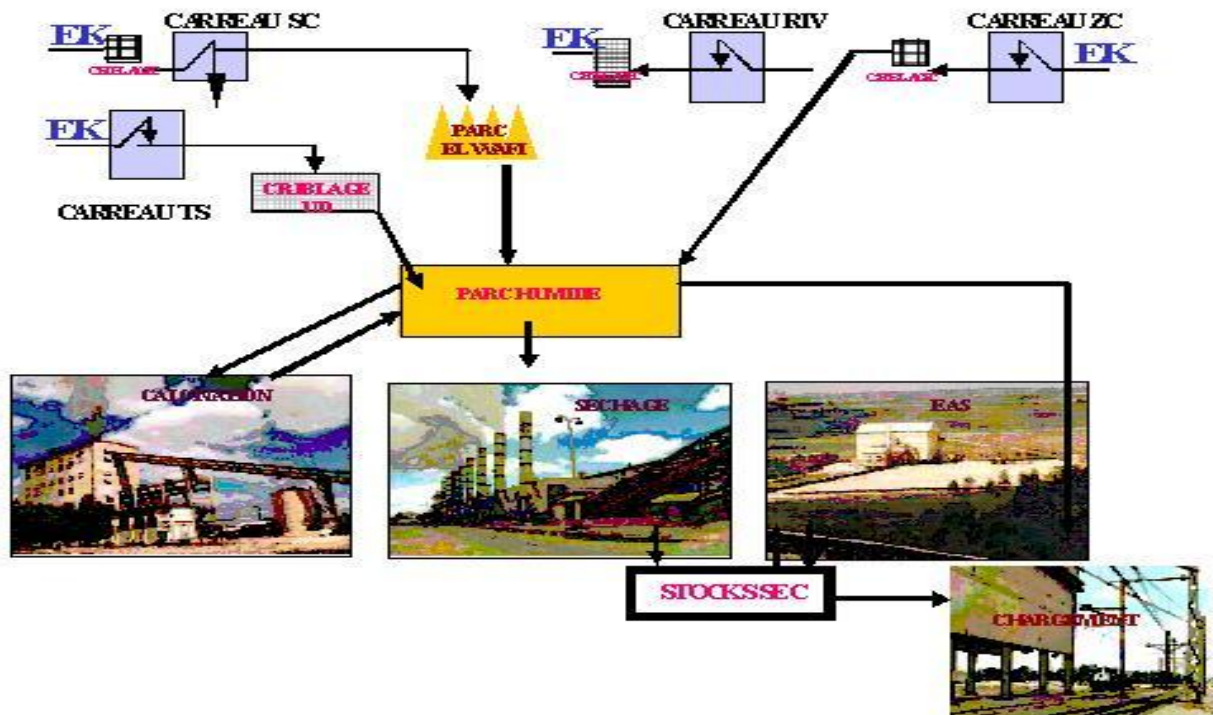 CARREAU SC
EK
CARREAU RIV
EK
CARREAU ZC
EK
EK
PARC
EL WAFI
CRIBLAGE
UD
CARREAU TS
PARC HUMIDE
SECHAGE
STOCKS SEC
CHARGEMENT